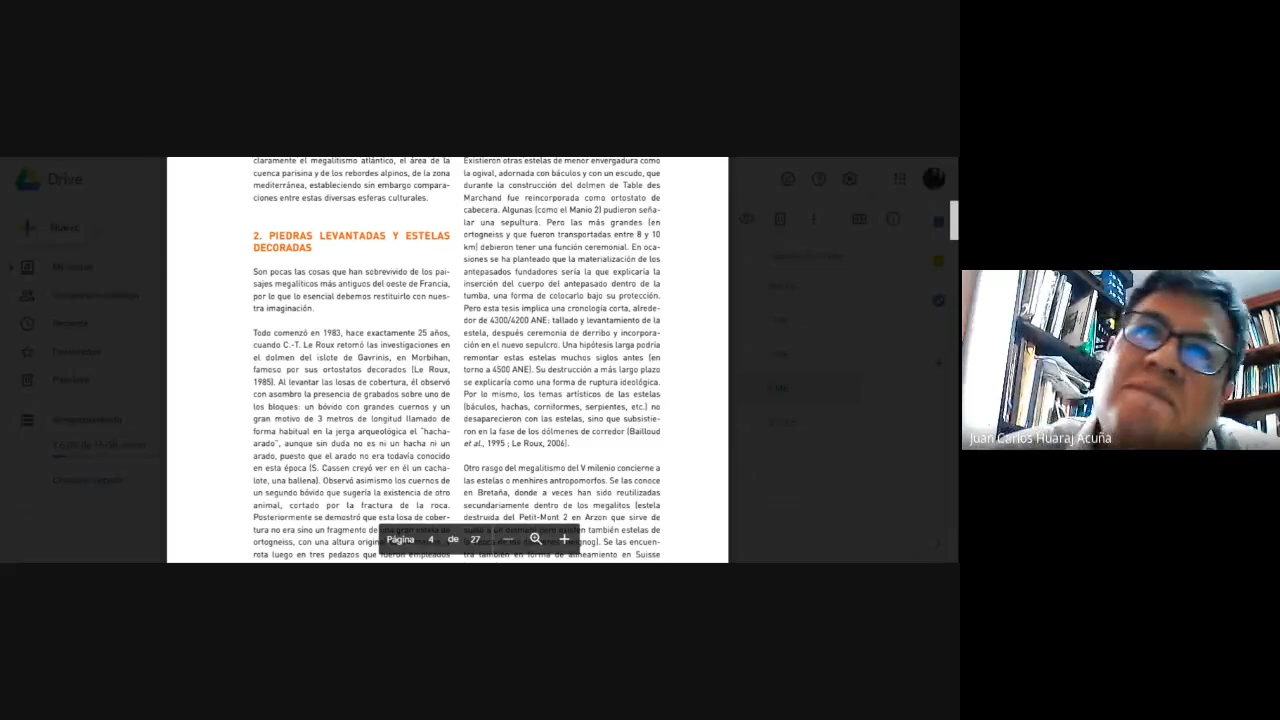 Drive
claramente el megalitismo atlántico, el área de la
cuenca parisina y de los rebordes alpinos, de la zona
mediterránea, estableciendo sin embargo compara-
ciones entre estas diversas esferas culturales.
2. PIEDRAS LEVANTADAS Y ESTELAS
DECORADAS
Son pocas las cosas que han sobrevivido de los pai-
sajes megalíticos más antiguos del oeste de Francia,
por lo que lo esencial debemos restituirlo con nues-
tra imaginación.
Todo comenzó en 1983, hace exactamente 25 años,
cuando C.-T. Le Roux retomó las investigaciones en
el dolmen del islote de Gavrinis, en Morbihan,
famoso por sus ortostatos decorados (Le Roux,
1985). Al levantar las losas de cobertura, él observó
con asombro la presencia de grabados sobre uno de
los bloques: un bóvido con grandes cuernos y un
gran motivo de 3 metros de longitud llamado de
forma habitual en la jerga arqueológica el "hacha-
arado", aunque sin duda no es ni un hacha ni un
arado, puesto que el arado no era todavía conocido
en esta época (S. Cassen creyó ver en él un cacha-
lote, una ballena). Observó asimismo los cuernos de
un segundo bóvido que sugería la existencia de otro
animal, cortado por la fractura de la roca.
Posteriormente se demostró que esta losa de cober-
tura no era sino un fragmento de una gran estela de
ortogneiss, con una altura original
rota luego en tres pedazos que fueron empleados
Existieron otras estelas de menor envergadura como
la ogival, adornada con báculos y con un escudo, que
durante la construcción del dolmen de Table des
Marchand fue reincorporada como ortostato de
cabecera. Algunas (como el Manio 2) pudieron seña-
lar una sepultura. Pero las más grandes (en
ortogneiss y que fueron transportadas entre 8 y 10
km) debieron tener una función ceremonial. En oca-
siones se ha planteado que la materialización de los
antepasados fundadores sería la que explicaría la
inserción del cuerpo del antepasado dentro de la
tumba, una forma de colocarlo bajo su protección.
Pero esta tesis implica una cronología corta, alrede-
dor de 4300/4200 ANE: tallado y levantamiento de la
estela, después ceremonia de derribo e incorpora-
ción en el nuevo sepulcro. Una hipótesis larga podría
remontar estas estelas muchos siglos antes (en
torno a 4500 ANE). Su destrucción a más largo plazo
se explicaría como una forma de ruptura ideológica.
Por lo mismo, los temas artísticos de las estelas
(báculos, hachas, corniformes, serpientes, etc.) no
desaparecieron con las estelas, sino que subsistie-
ron en la fase de los dólmenes de corredor (Bailloud
et al., 1995 ; Le Roux, 2006).
Otro rasgo del megalitismo del V milenio concierne a
las estelas o menhires antropomorfos. Se las conoce
en Bretaña, donde a veces han sido reutilizadas
secundariamente dentro de los megalitos (estela
destruida del Petit-Mont 2 en Arzon que sirve de
también estelas de
Se las encuen-
tra también en forma de alineamiento en Suisse
Página 4 de 27
Juan Carlos Huaraj Acuña